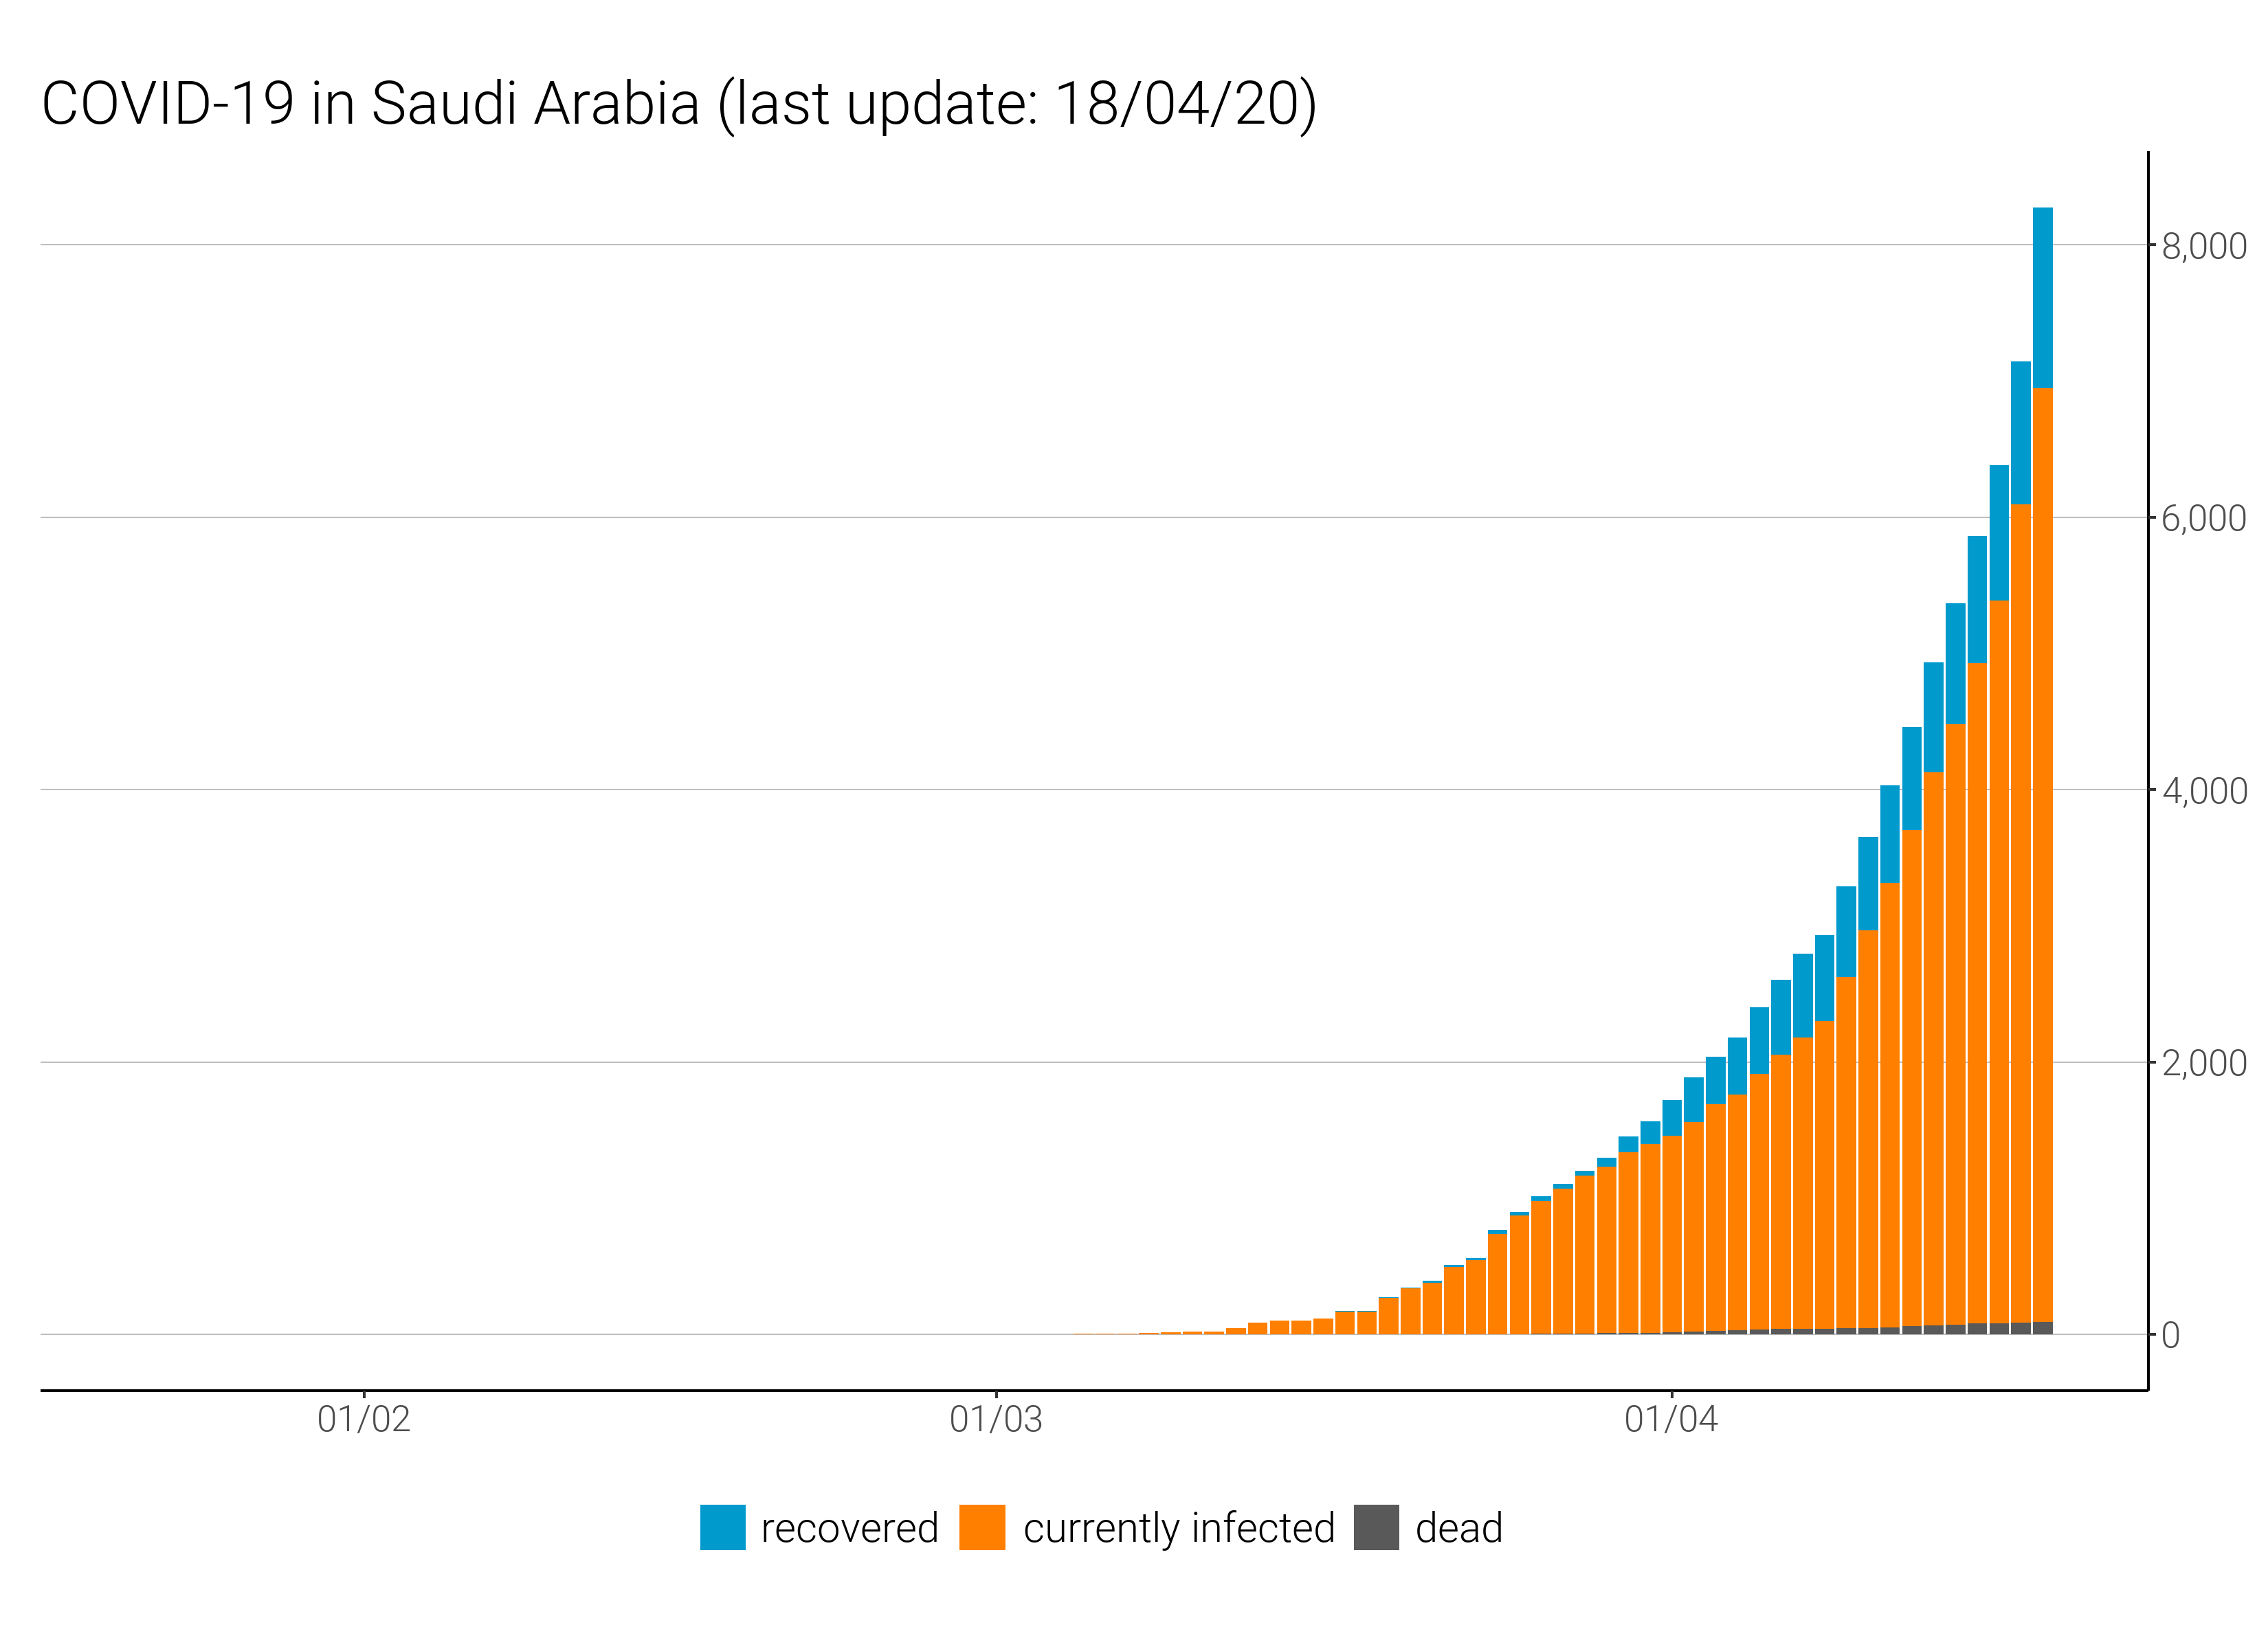 COVID-19 in Saudi Arabia (last update: 18/04/20)
8,000
6,000
4,000
2,000
0
01/02 01/03 01/04
recovered currently infected dead